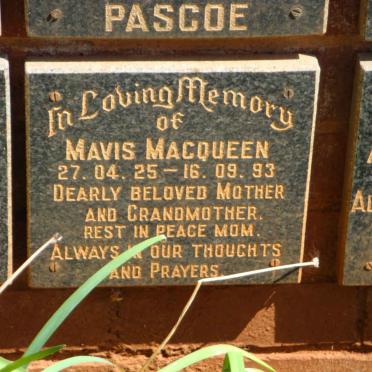 PASCOE
In Loving Memory
of
MAVIS MACQUEEN
27. 04. 25 — 16. 09. 93
DEARLY BELOVED MOTHER
AND GRANDMOTHER.
REST IN PEACE MOM.
ALWAYS IN OUR THOUGHTS
AND PRAYERS.